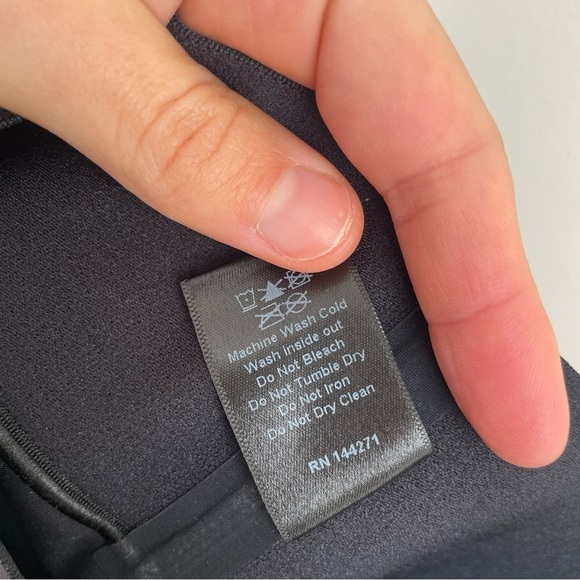 Machine Wash Cold
Wash inside out
Do Not Bleach
Do Not Tumble Dry
Do Not Iron
Do Not Dry Clean
RN 144271